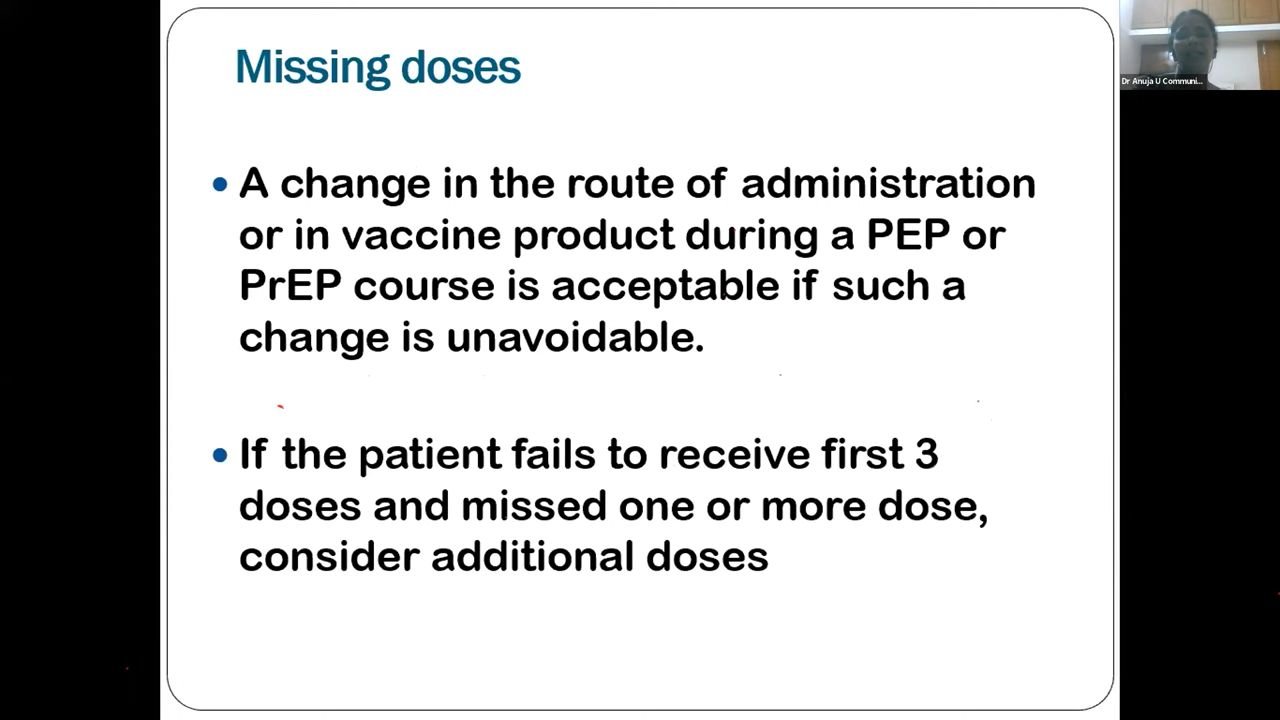 Missing doses
Dr Anuja U Communi...
• A change in the route of administration
or in vaccine product during a PEP or
PrEP course is acceptable if such a
change is unavoidable.
• If the patient fails to receive first 3
doses and missed one or more dose,
consider additional doses